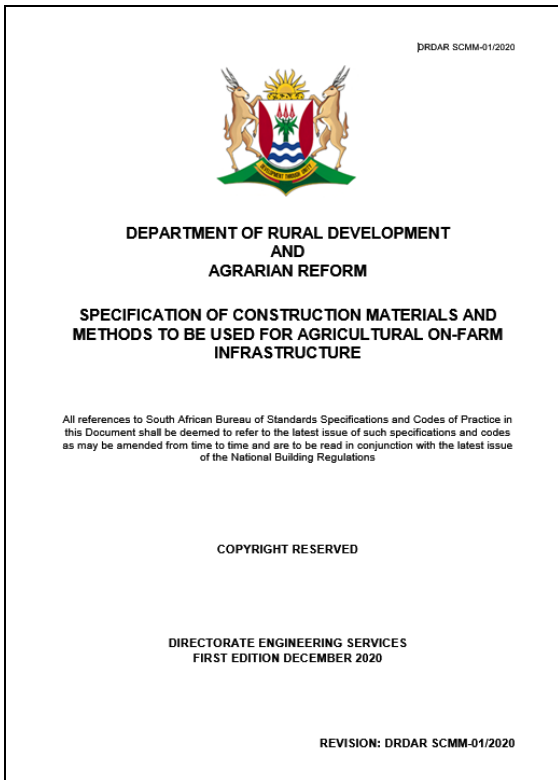 DRDAR SCMM-01/2020
DEVELOPMENT THROUGH UNITY
DEPARTMENT OF RURAL DEVELOPMENT
AND
AGRARIAN REFORM
SPECIFICATION OF CONSTRUCTION MATERIALS AND
METHODS TO BE USED FOR AGRICULTURAL ON-FARM
INFRASTRUCTURE
All references to South African Bureau of Standards Specifications and Codes of Practice in
this Document shall be deemed to refer to the latest issue of such specifications and codes
as may be amended from time to time and are to be read in conjunction with the latest issue
of the National Building Regulations
COPYRIGHT RESERVED
DIRECTORATE ENGINEERING SERVICES
FIRST EDITION DECEMBER 2020
REVISION: DRDAR SCMM-01/2020